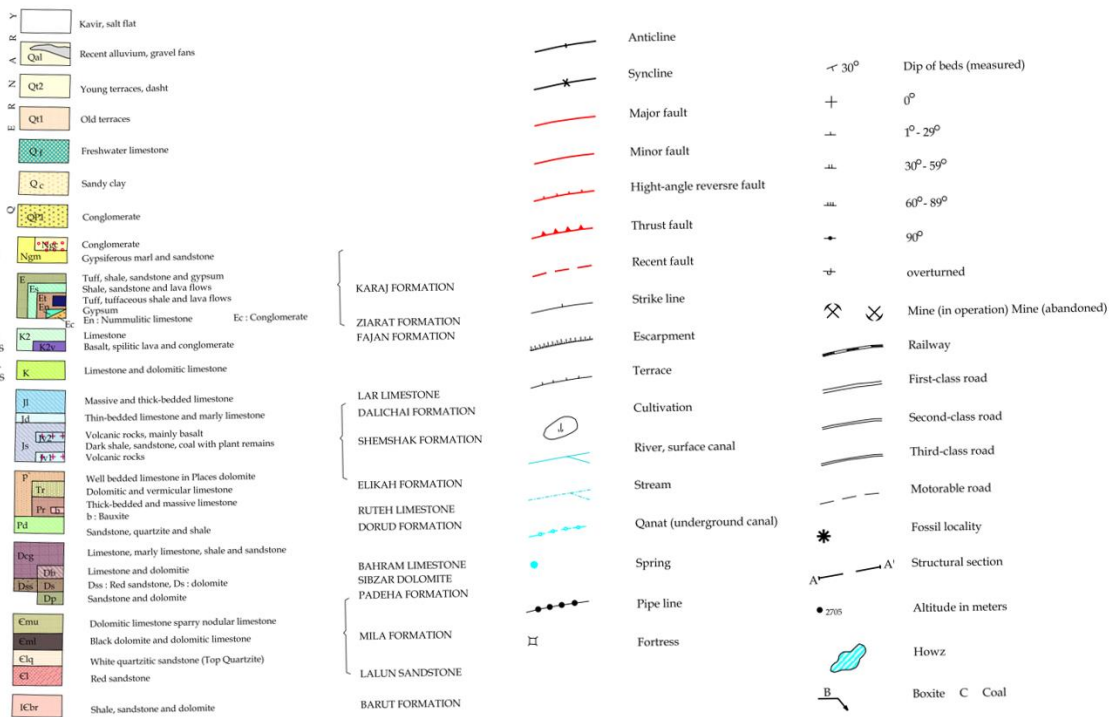 Q U A T E R N A R Y
Kavir, salt flat
Qal Recent alluvium, gravel fans
Qt2 Young terraces, dasht
Qt1 Old terraces
Q f Freshwater limestone
Q c Sandy clay
QPl Conglomerate
Conglomerate
Ngm Gypsiferous marl and sandstone
E Tuff, shale, sandstone and gypsum
Es Shale, sandstone and lava flows
Et Tuff, tuffaceous shale and lava flows
Gypsum
En En : Nummulitic limestone Ec : Conglomerate
Ec
K2 Limestone
K2v Basalt, spilitic lava and conglomerate
K Limestone and dolomitic limestone
Jl Massive and thick-bedded limestone
Jd Thin-bedded limestone and marly limestone
Jv2 Volcanic rocks, mainly basalt
Js Dark shale, sandstone, coal with plant remains
Jv1 Volcanic rocks
P Well bedded limestone in Places dolomite
Tr Dolomitic and vermicular limestone
Pr b Thick-bedded and massive limestone
b : Bauxite
Pd Sandstone, quartzite and shale
Dcg Limestone, marly limestone, shale and sandstone
Db Limestone and dolomitie
Dss Ds Dss : Red sandstone, Ds : dolomite
Dp Sandstone and dolomite
Єmu Dolomitic limestone sparry nodular limestone
Єml Black dolomite and dolomitic limestone
Єlq White quartzitic sandstone (Top Quartzite)
Єl Red sandstone
lЄbr Shale, sandstone and dolomite
KARAJ FORMATION
ZIARAT FORMATION
FAJAN FORMATION
LAR LIMESTONE
DALICHAI FORMATION
SHEMSHAK FORMATION
ELIKAH FORMATION
RUTEH LIMESTONE
DORUD FORMATION
BAHRAM LIMESTONE
SIBZAR DOLOMITE
PADEHA FORMATION
MILA FORMATION
LALUN SANDSTONE
BARUT FORMATION
Anticline
Syncline
Major fault
Minor fault
Hight-angle reversre fault
Thrust fault
Recent fault
Strike line
Escarpment
Terrace
Cultivation
River, surface canal
Stream
Qanat (underground canal)
Spring
Pipe line
Fortress
30° Dip of beds (measured)
0°
1° - 29°
30°- 59°
60°- 89°
90°
overturned
Mine (in operation) Mine (abandoned)
Railway
First-class road
Second-class road
Third-class road
Motorable road
Fossil locality
A A' Structural section
2705 Altitude in meters
Howz
B Boxite C Coal